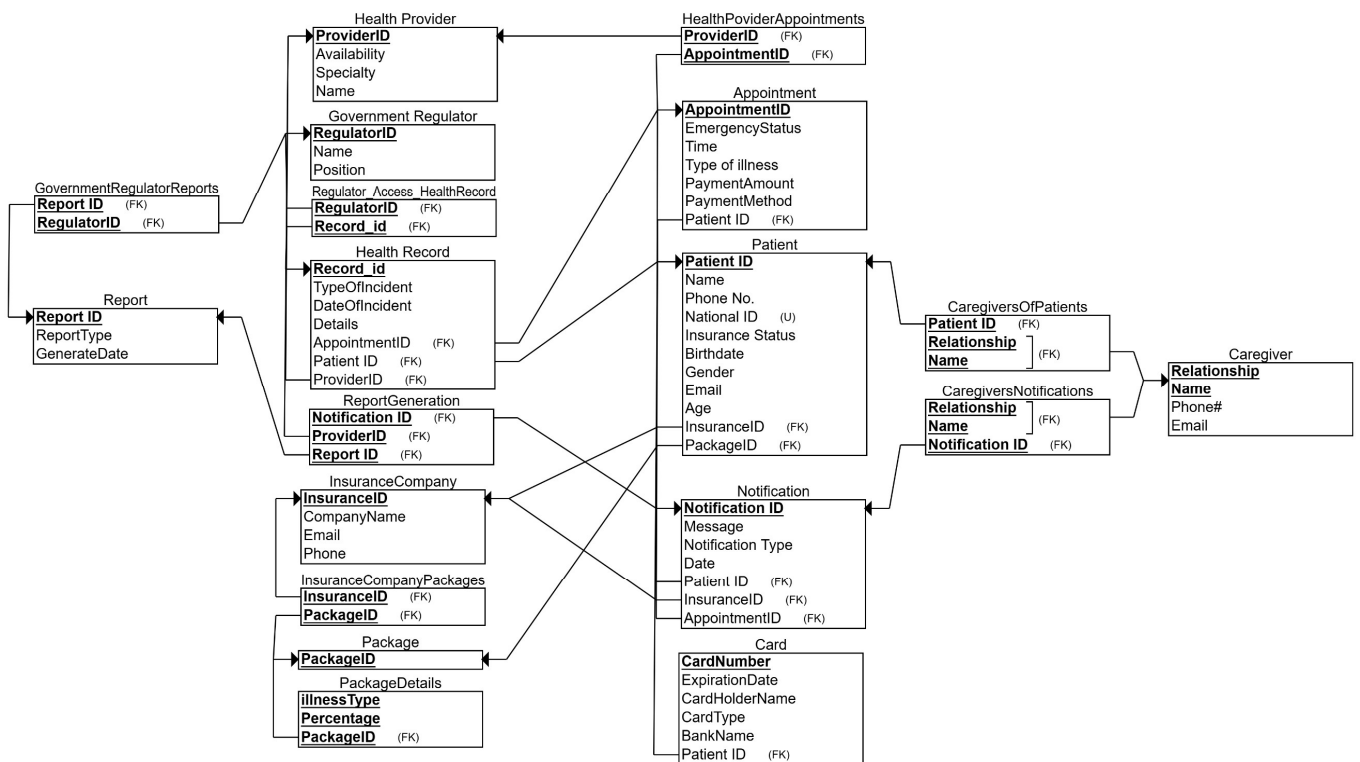 Health Provider
ProviderID
Availability
Specialty
Name
Government Regulator
RegulatorID
Name
Position
GovernmentRegulatorReports
Report ID (FK)
RegulatorID (FK)
Regulator_Access_HealthRecord
RegulatorID (FK)
Record_id (FK)
Health Record
Record_id
TypeOfIncident
DateOfIncident
Details
AppointmentID (FK)
Patient ID (FK)
ProviderID (FK)
Report
Report ID
ReportType
GenerateDate
ReportGeneration
Notification ID (FK)
ProviderID (FK)
Report ID (FK)
InsuranceCompany
InsuranceID
CompanyName
Email
Phone
InsuranceCompanyPackages
InsuranceID (FK)
PackageID (FK)
Package
PackageID
PackageDetails
illnessType
Percentage
PackageID (FK)
HealthPoviderAppointments
ProviderID (FK)
AppointmentID (FK)
Appointment
AppointmentID
EmergencyStatus
Time
Type of illness
PaymentAmount
PaymentMethod
Patient ID (FK)
Patient
Patient ID
Name
Phone No.
National ID (U)
Insurance Status
Birthdate
Gender
Email
Age
InsuranceID (FK)
PackageID (FK)
Notification
Notification ID
Message
Notification Type
Date
Patient ID (FK)
InsuranceID (FK)
AppointmentID (FK)
Card
CardNumber
ExpirationDate
CardHolderName
CardType
BankName
Patient ID (FK)
CaregiversOfPatients
Patient ID (FK)
Relationship
Name
(FK)
CaregiversNotifications
Relationship
Name
(FK)
Notification ID (FK)
Caregiver
Relationship
Name
Phone#
Email